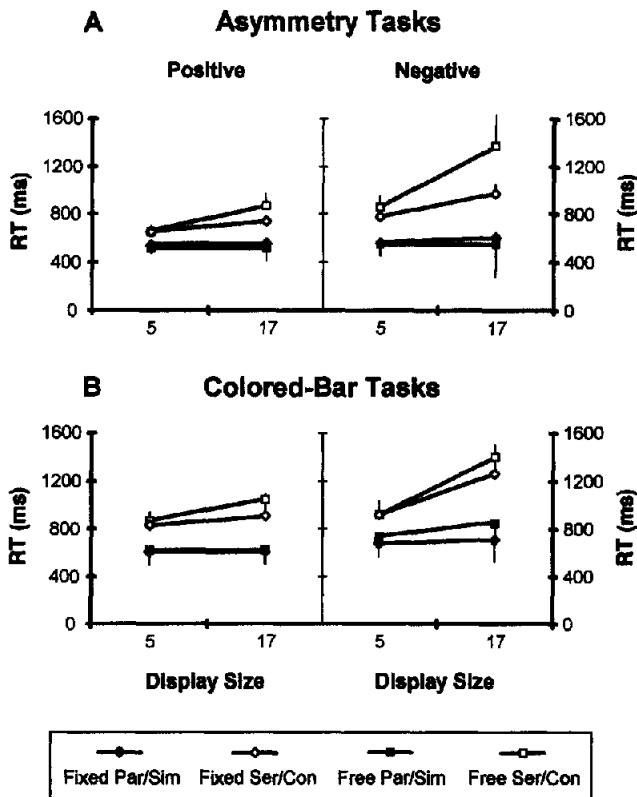 A Asymmetry Tasks
Positive Negative
1600 1600
1200 1200
800 800
400 400
0 0
RT (ms) RT (ms)
5 17 5 17
B Colored-Bar Tasks
1600 1600
1200 1200
800 800
400 400
0 0
RT (ms) RT (ms)
5 17 5 17
Display Size Display Size
Fixed Par/Sim Fixed Ser/Con Free Par/Sim Free Ser/Con